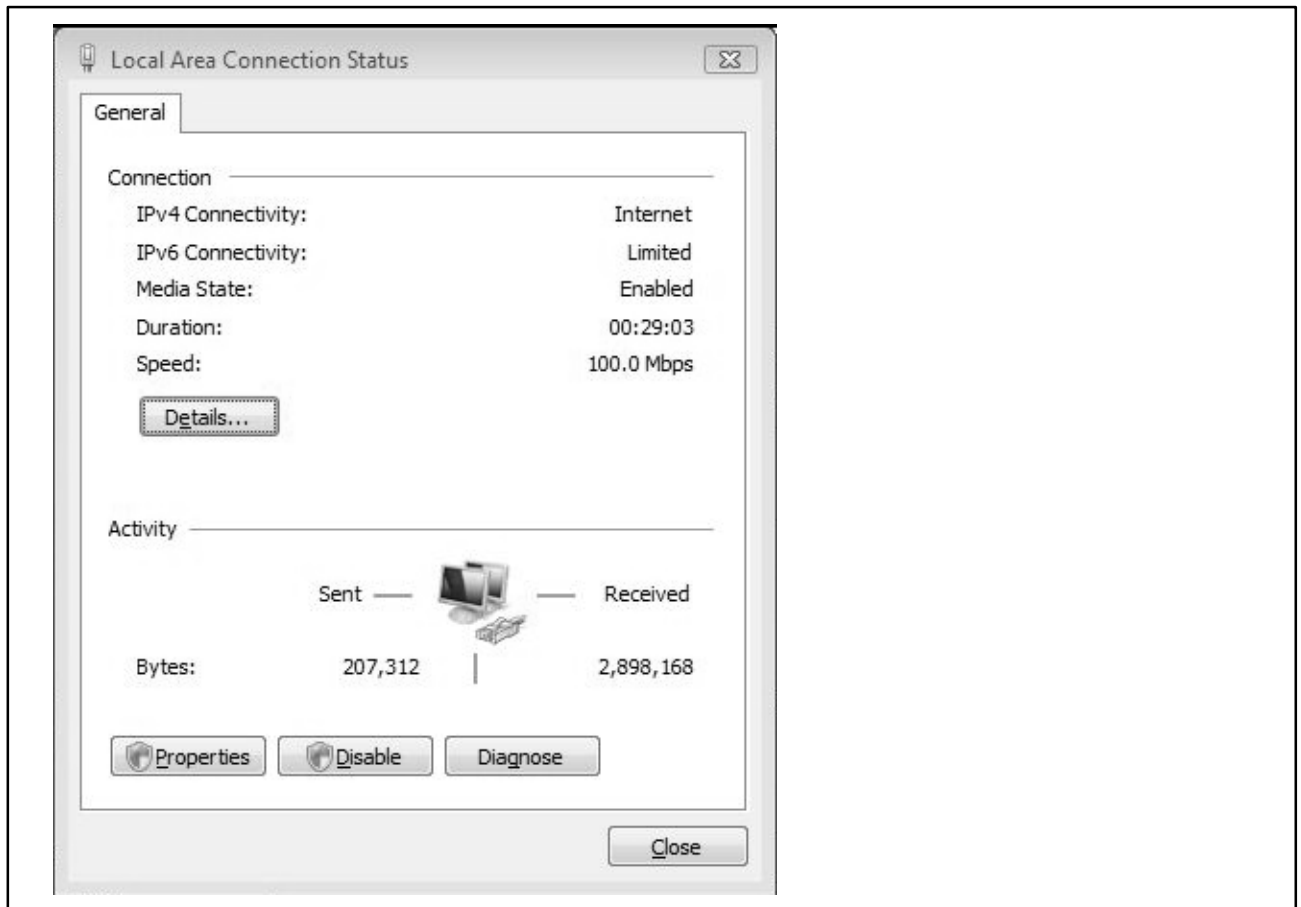 Local Area Connection Status
General
Connection
IPv4 Connectivity: Internet
IPv6 Connectivity: Limited
Media State: Enabled
Duration: 00:29:03
Speed: 100.0 Mbps
Details...
Activity
Sent Received
Bytes: 207,312 2,898,168
Properties Disable Diagnose
Close